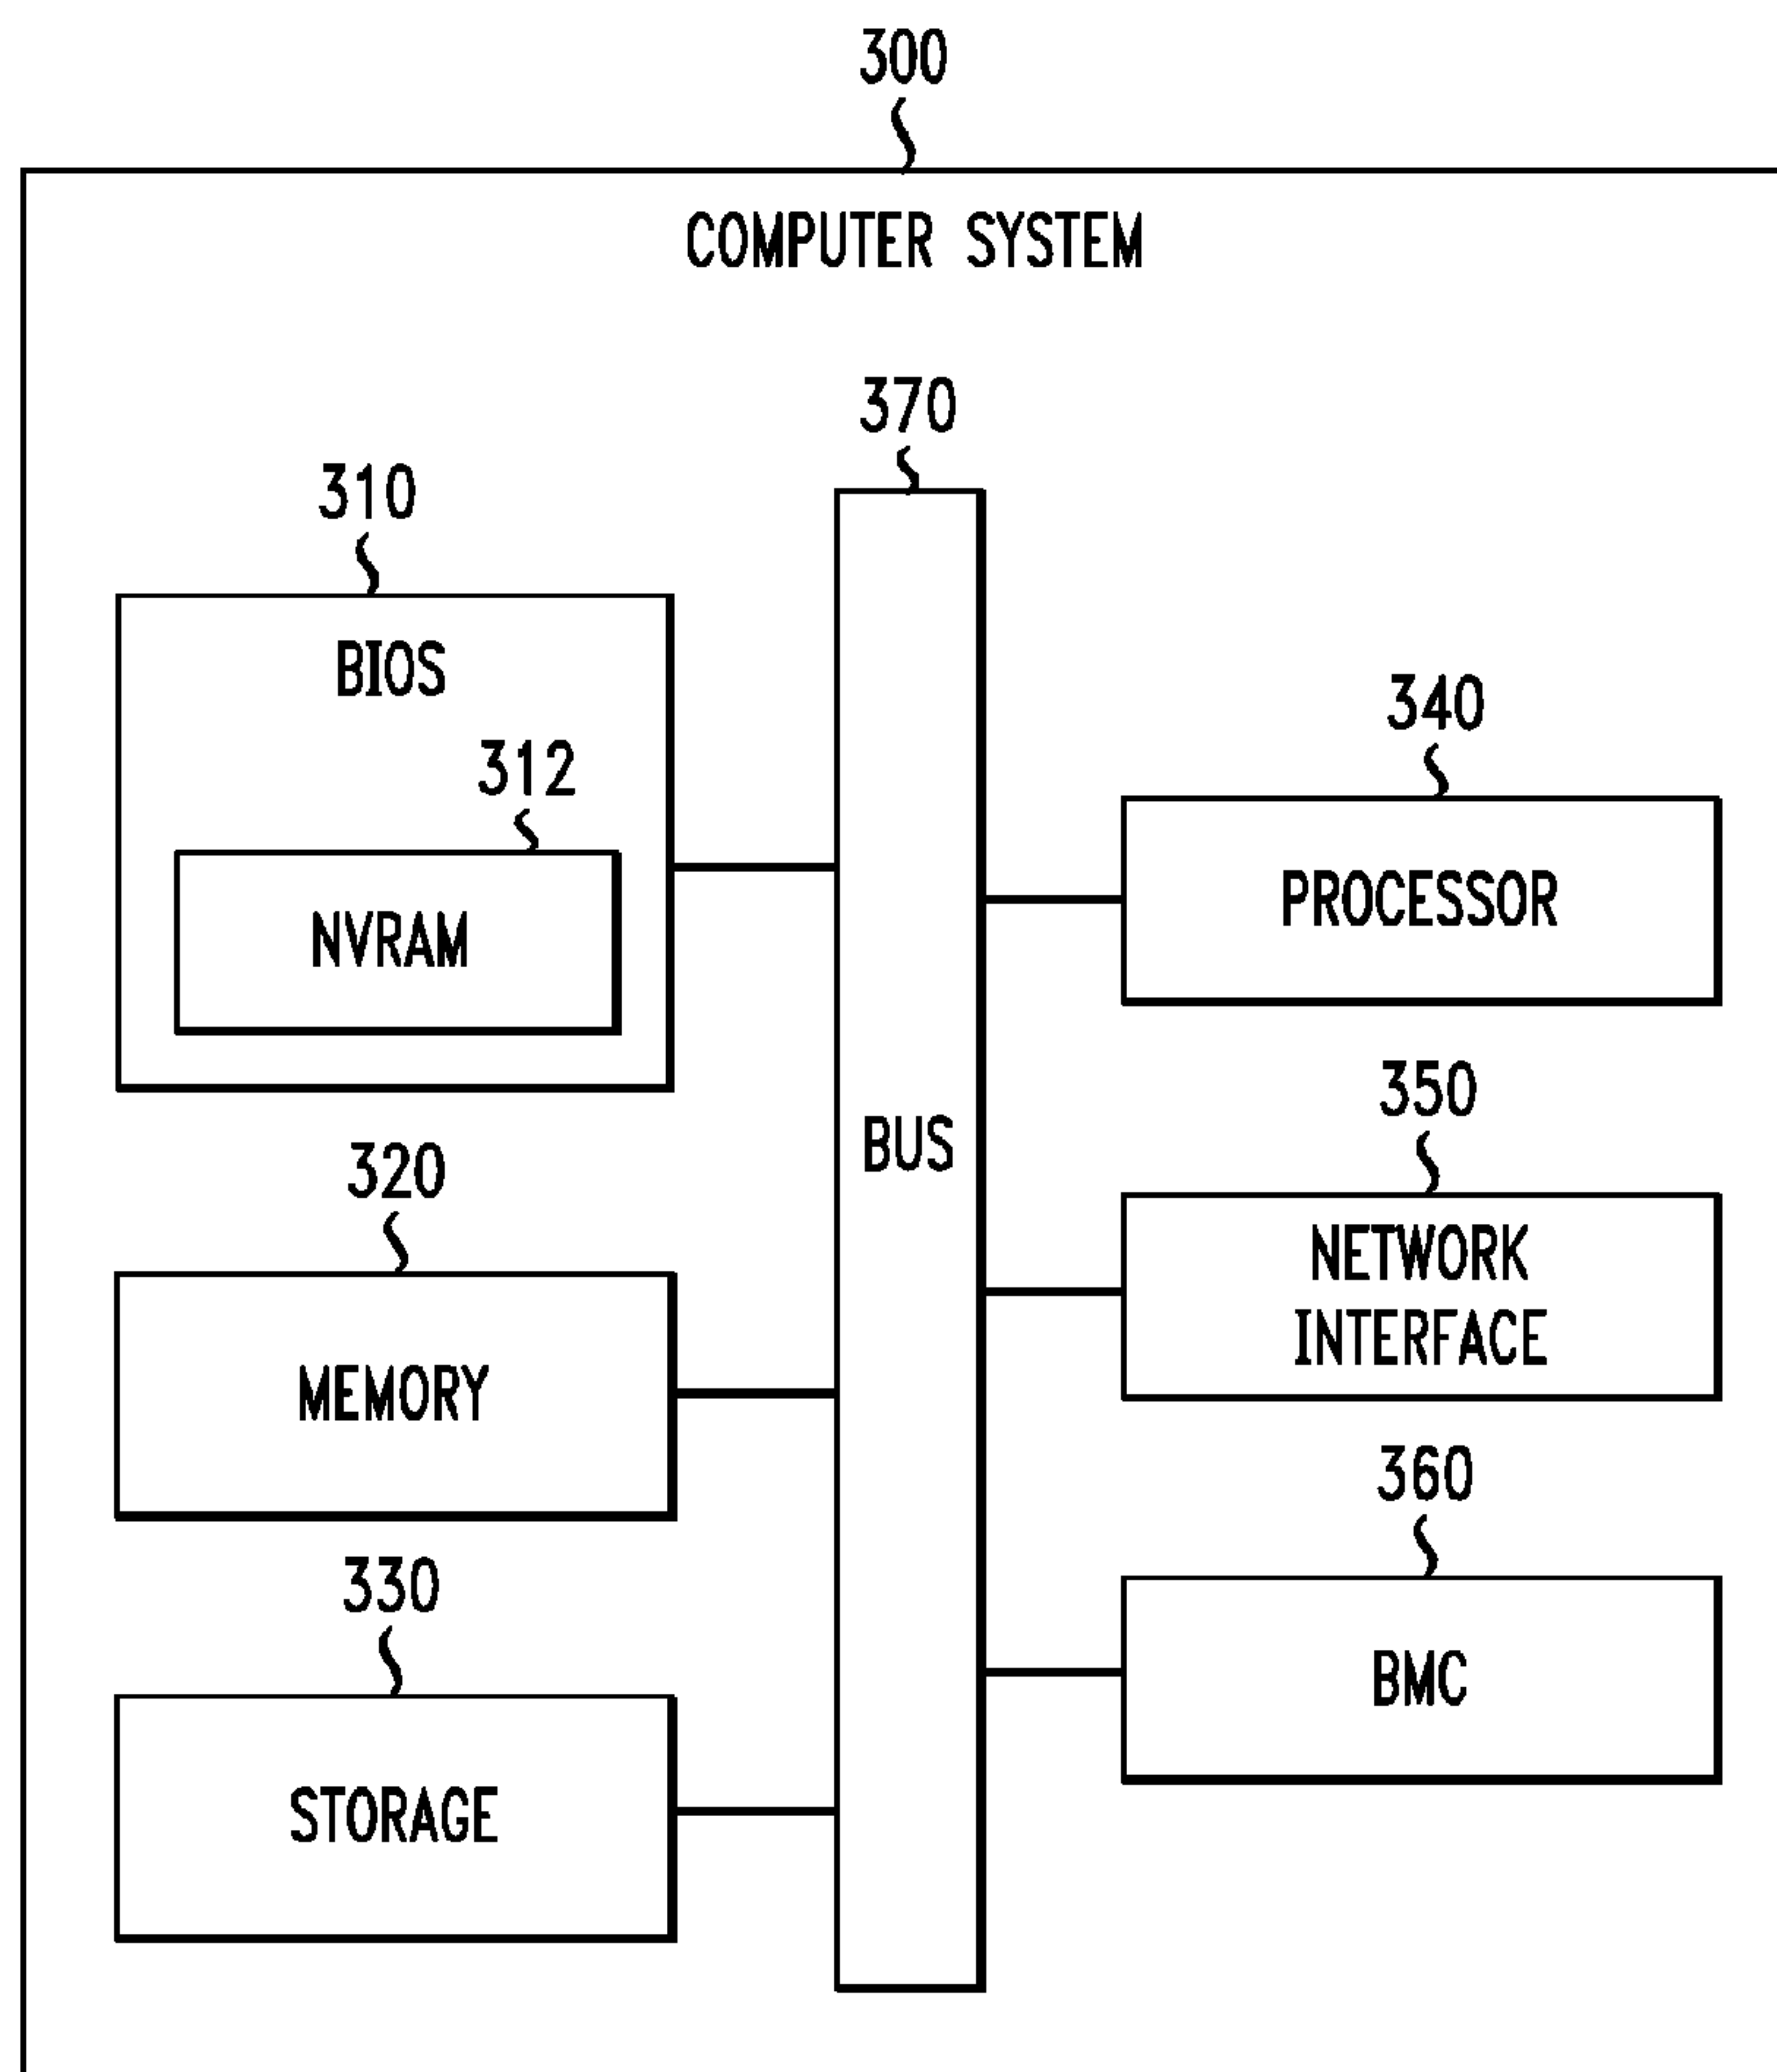 300
COMPUTER SYSTEM
370
310
BIOS
312
NVRAM
340
PROCESSOR
BUS
350
NETWORK
INTERFACE
320
MEMORY
360
BMC
330
STORAGE